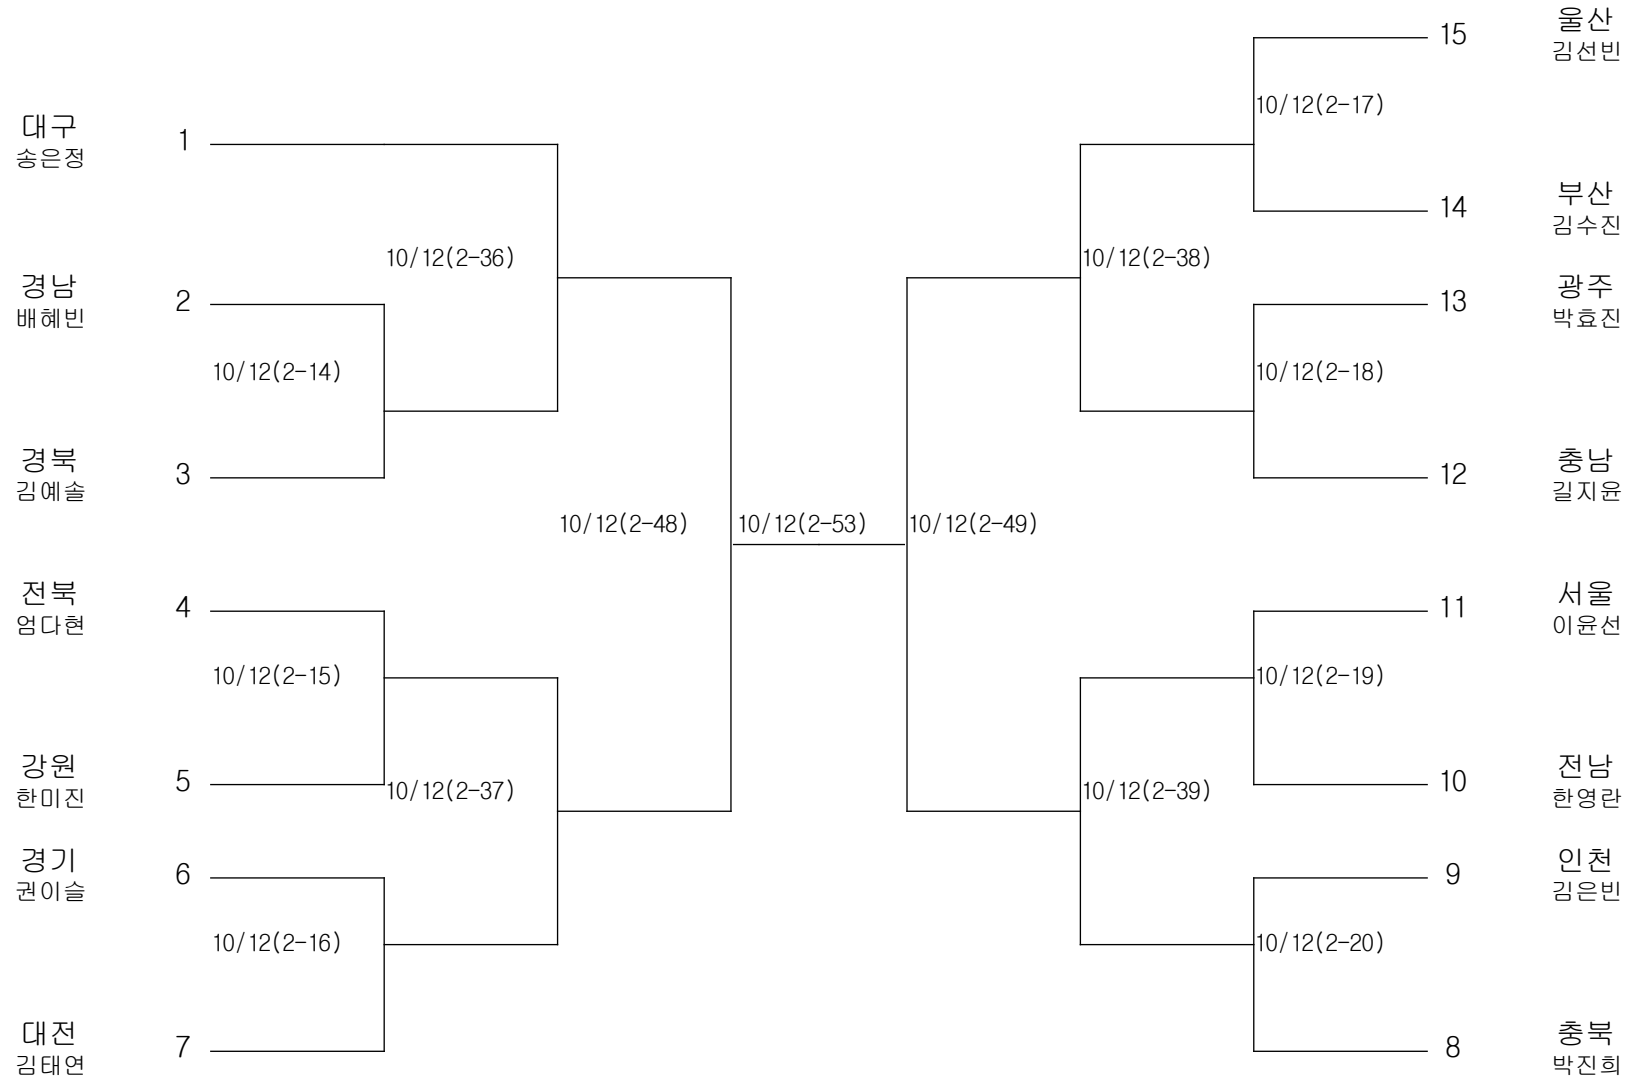 울산
15
김선빈
10/12(2-17)
대구
1
송은정
부산
14
김수진
10/12(2-36)
10/12(2-38)
경남
2
배혜빈
광주
13
박효진
10/12(2-14)
10/12(2-18)
경북
3
김예솔
충남
12
길지윤
10/12(2-48)
10/12(2-53)
10/12(2-49)
전북
4
엄다현
서울
11
이윤선
10/12(2-15)
10/12(2-19)
강원
5
한미진
10/12(2-37)
10/12(2-39)
전남
10
한영란
경기
6
권이슬
인천
9
김은빈
10/12(2-16)
10/12(2-20)
대전
7
김태연
충북
8
박진희